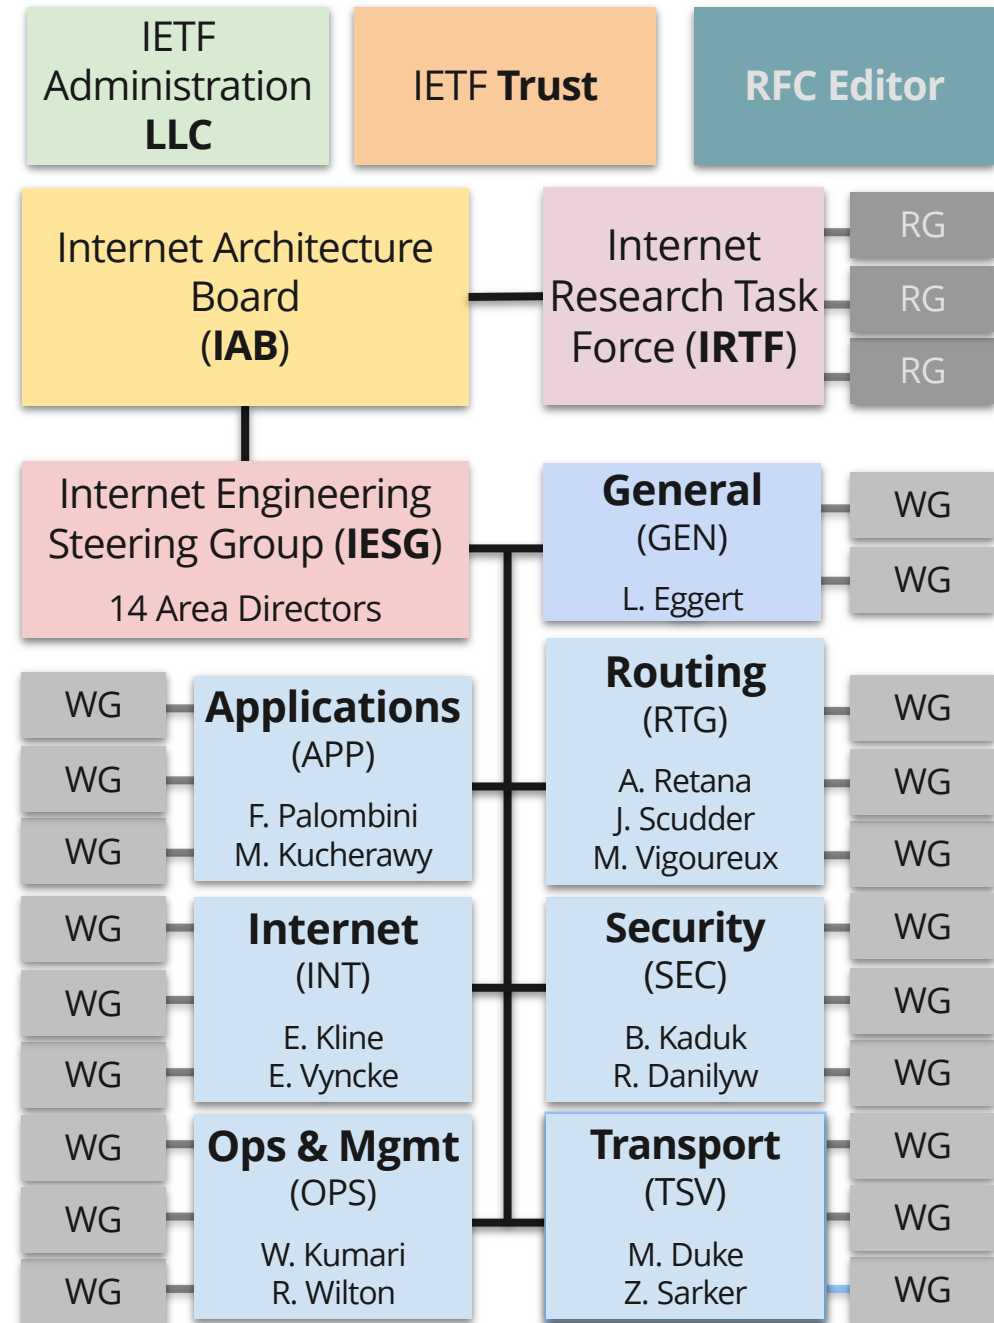 IETF
Administration
LLC
IETF Trust
RFC Editor
Internet Architecture
Board
(IAB)
Internet
Research Task
Force (IRTF)
RG
RG
RG
Internet Engineering
Steering Group (IESG)
14 Area Directors
General
(GEN)
L. Eggert
WG
WG
WG
WG
WG
Applications
(APP)
F. Palombini
M. Kucherawy
Routing
(RTG)
A. Retana
J. Scudder
M. Vigoureux
WG
WG
WG
WG
WG
WG
Internet
(INT)
E. Kline
E. Vyncke
Security
(SEC)
B. Kaduk
R. Danilyw
WG
WG
WG
WG
WG
WG
Ops & Mgmt
(OPS)
W. Kumari
R. Wilton
Transport
(TSV)
M. Duke
Z. Sarker
WG
WG
WG